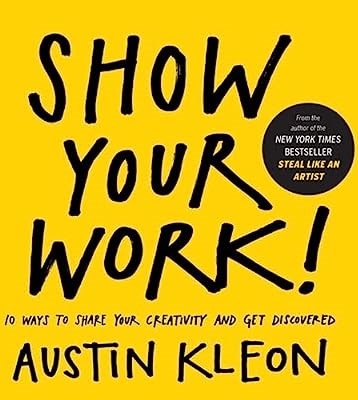 SHOW
YOUR
WORK!
From the
author of the
NEW YORK TIMES
BESTSELLER
STEAL LIKE AN
ARTIST
10 WAYS TO SHARE YOUR CREATIVITY AND GET DISCOVERED
AUSTIN KLEON